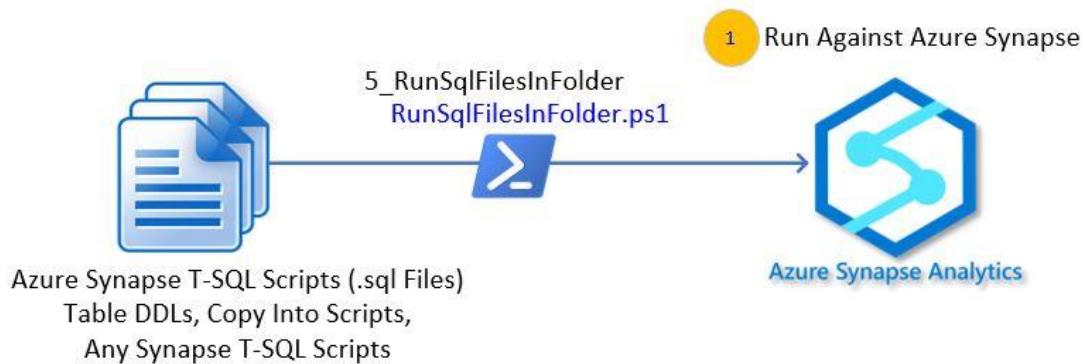 1 Run Against Azure Synapse
5_RunSqlFilesInFolder
RunSqlFilesInFolder.ps1
Azure Synapse T-SQL Scripts (.sql Files)
Table DDLs, Copy Into Scripts,
Any Synapse T-SQL Scripts
Azure Synapse Analytics